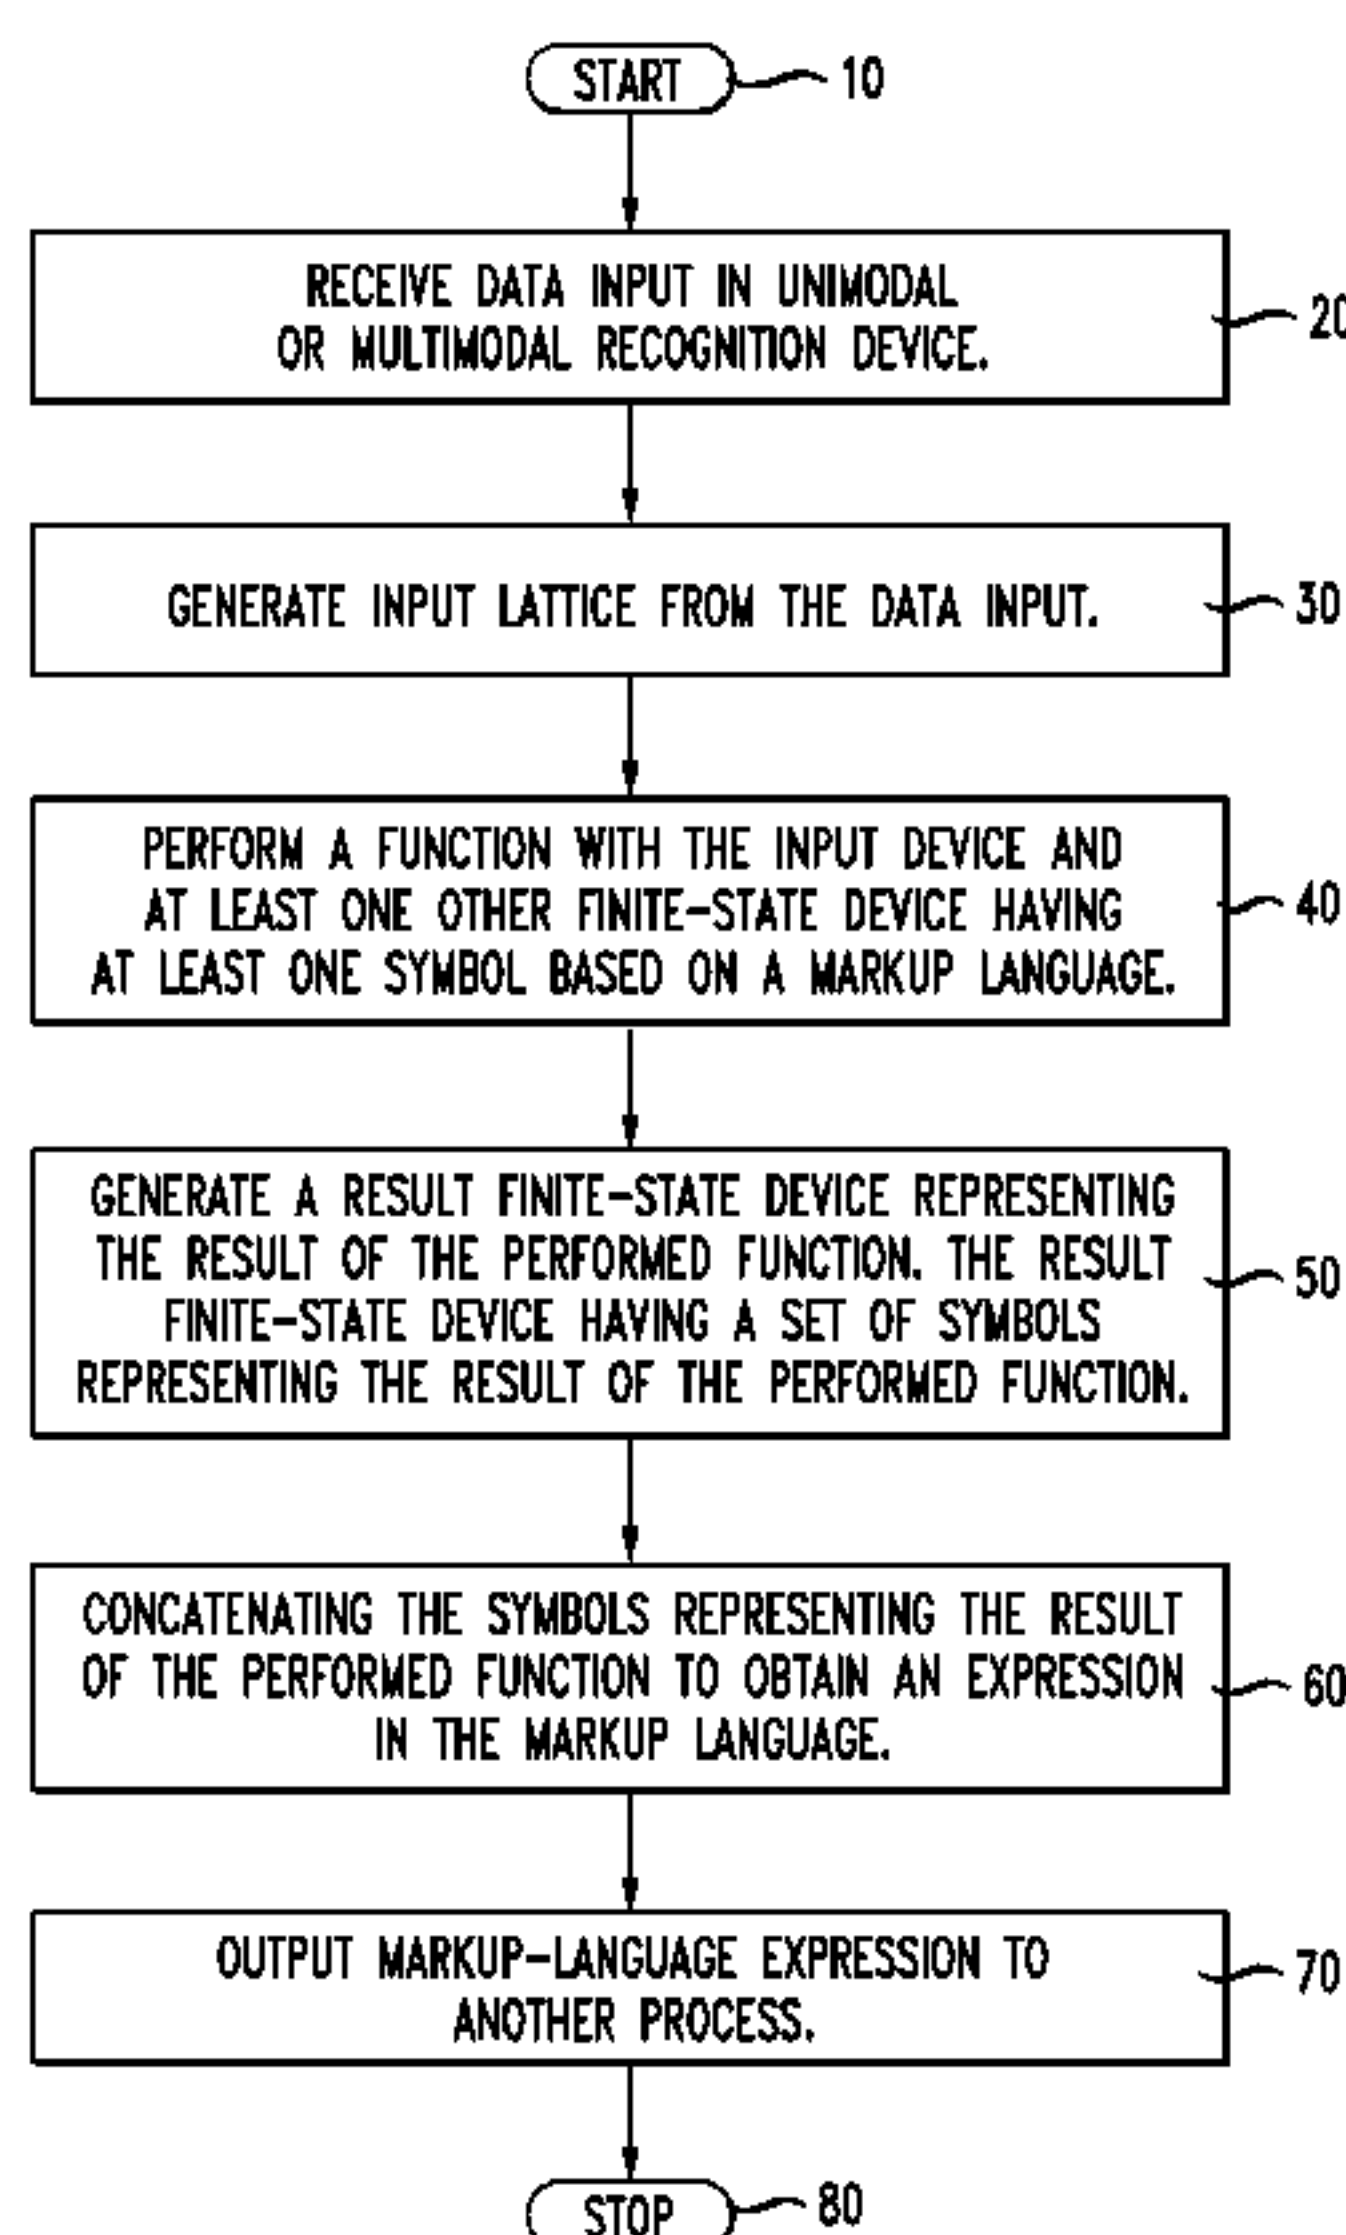 START 10
RECEIVE DATA INPUT IN UNIMODAL
OR MULTIMODAL RECOGNITION DEVICE.
20
GENERATE INPUT LATTICE FROM THE DATA INPUT.
30
PERFORM A FUNCTION WITH THE INPUT DEVICE AND
AT LEAST ONE OTHER FINITE-STATE DEVICE HAVING
AT LEAST ONE SYMBOL BASED ON A MARKUP LANGUAGE.
40
GENERATE A RESULT FINITE-STATE DEVICE REPRESENTING
THE RESULT OF THE PERFORMED FUNCTION. THE RESULT
FINITE-STATE DEVICE HAVING A SET OF SYMBOLS
REPRESENTING THE RESULT OF THE PERFORMED FUNCTION.
50
CONCATENATING THE SYMBOLS REPRESENTING THE RESULT
OF THE PERFORMED FUNCTION TO OBTAIN AN EXPRESSION
IN THE MARKUP LANGUAGE.
60
OUTPUT MARKUP-LANGUAGE EXPRESSION TO
ANOTHER PROCESS.
70
STOP 80